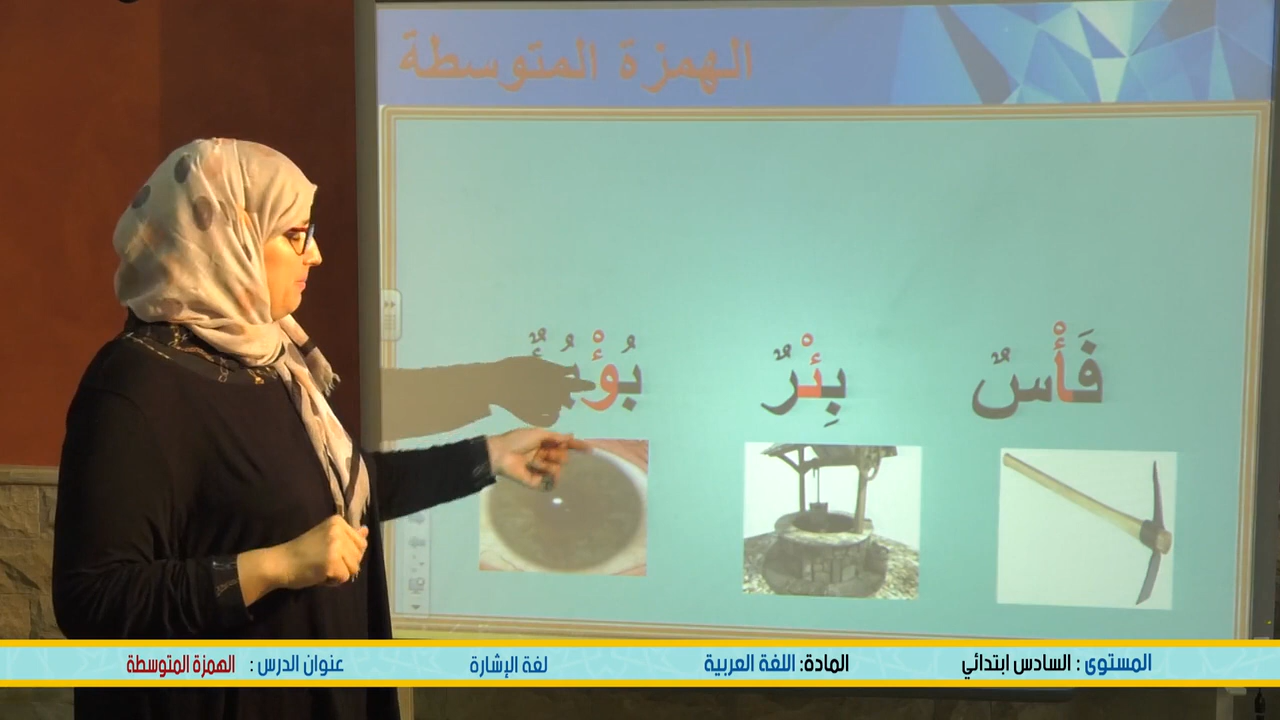 الهمزة المتوسطة
فَأْسٌ بِئْرٌ بُؤْبُؤٌ
المستوى : السادس ابتدائي المادة: اللغة العربية لغة الإشارة عنوان الدرس : الهمزة المتوسطة